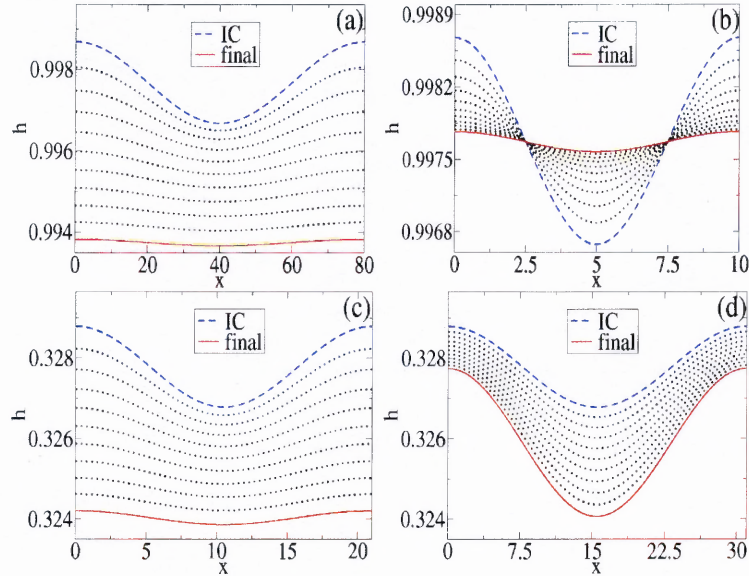 (a)
IC
final
0.998
0.996
0.994
h
0
20
40
60
80
x
(b)
IC
final
0.9989
0.9982
0.9975
0.9968
h
0
2.5
5
7.5
10
x
(c)
IC
final
0.328
0.326
0.324
h
0
5
10
15
20
x
(d)
IC
final
0.328
0.326
0.324
h
0
7.5
15
22.5
30
x